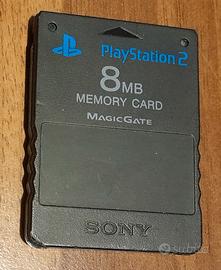 PlayStation 2
8MB
MEMORY CARD
MAGICGATE
SONY
subito